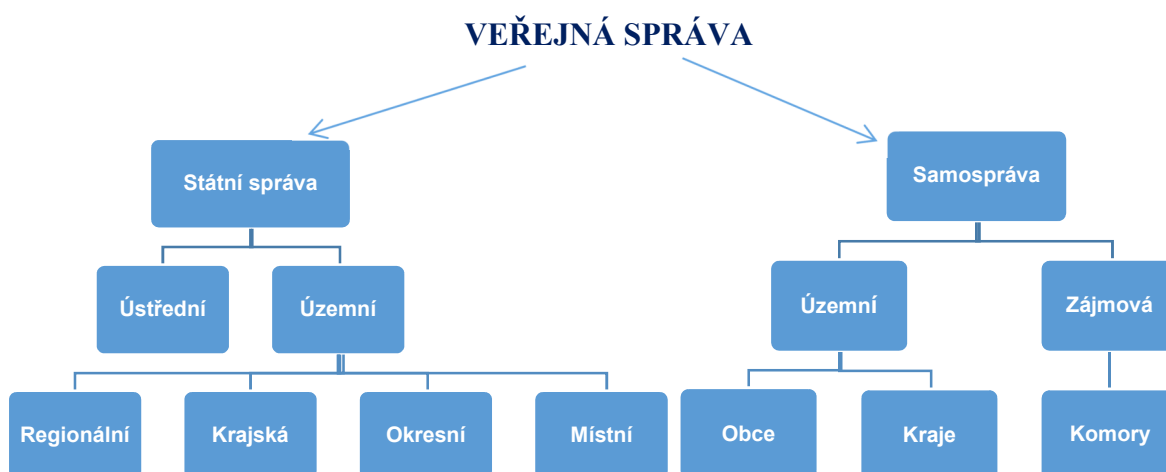 VEŘEJNÁ SPRÁVA
Státní správa
Samospráva
Ústřední
Územní
Územní
Zájmová
Regionální
Krajská
Okresní
Místní
Obce
Kraje
Komory